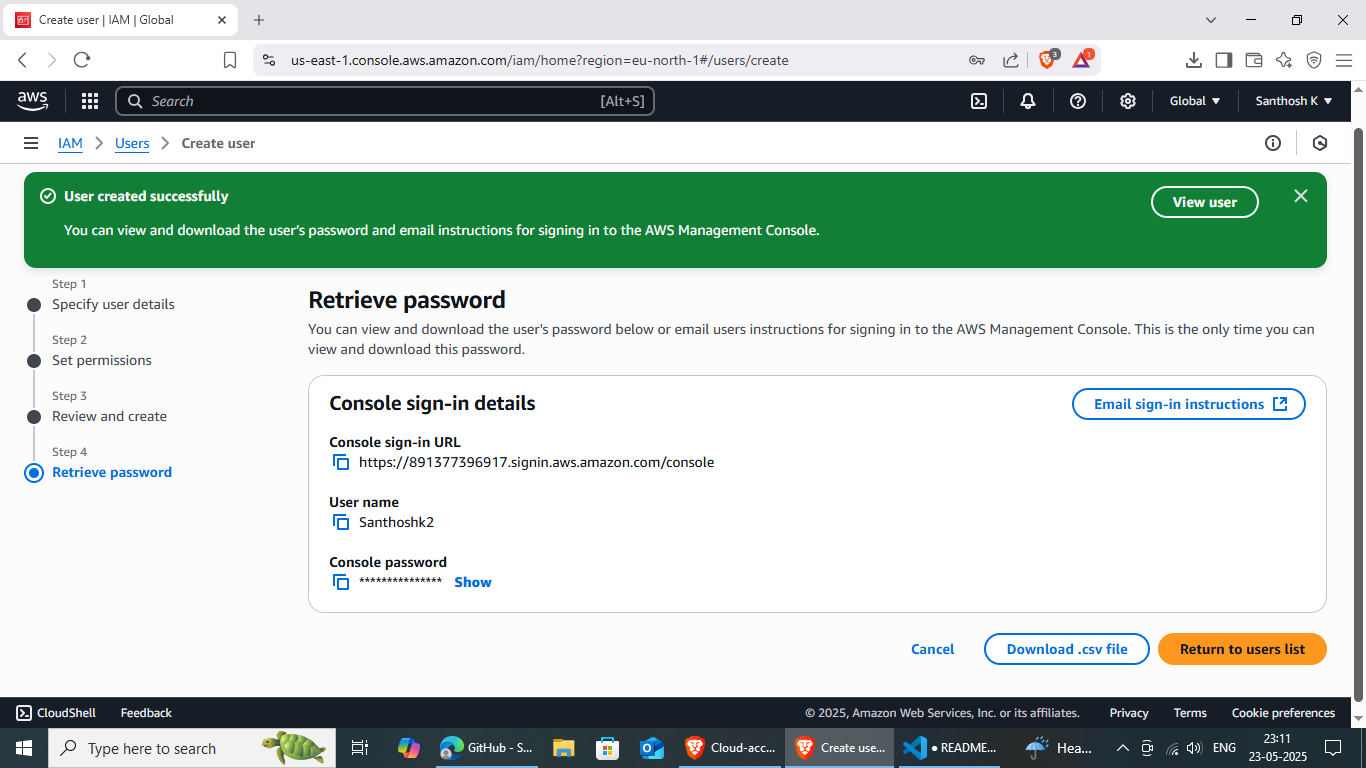 Create user | IAM | Global
us-east-1.console.aws.amazon.com/iam/home?region=eu-north-1#/users/create
3
1
aws
Search
[Alt+S]
Global
Santhosh K
IAM
Users
Create user
User created successfully
View user
You can view and download the user's password and email instructions for signing in to the AWS Management Console.
Step 1
Specify user details
Step 2
Set permissions
Step 3
Review and create
Step 4
Retrieve password
Retrieve password
You can view and download the user's password below or email users instructions for signing in to the AWS Management Console. This is the only time you can
view and download this password.
Console sign-in details
Email sign-in instructions
Console sign-in URL
https://891377396917.signin.aws.amazon.com/console
User name
Santhoshk2
Console password
*************** Show
Cancel
Download .csv file
Return to users list
CloudShell
Feedback
© 2025, Amazon Web Services, Inc. or its affiliates.
Privacy
Terms
Cookie preferences
Type here to search
GitHub - S...
Cloud-acc...
Create use...
● README...
Hea...
ENG
23:11
23-05-2025